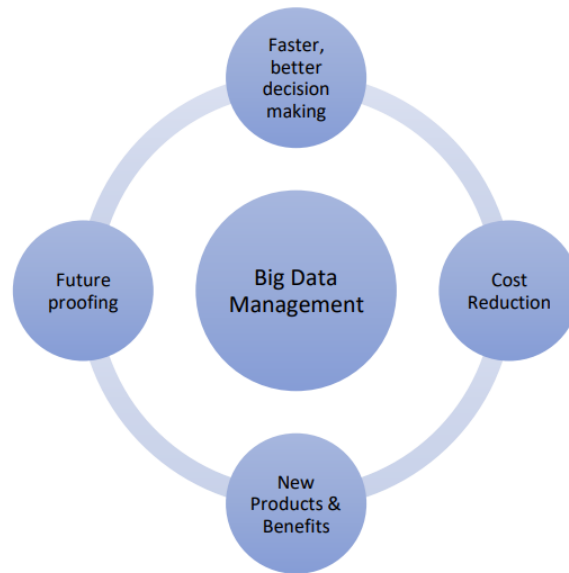 Faster,
better
decision
making
Future
proofing
Big Data
Management
Cost
Reduction
New
Products &
Benefits